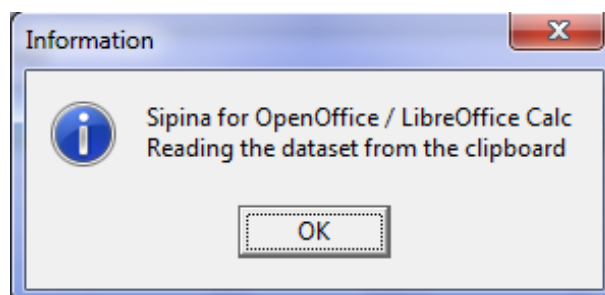 Information
Sipina for OpenOffice / LibreOffice Calc
Reading the dataset from the clipboard
OK